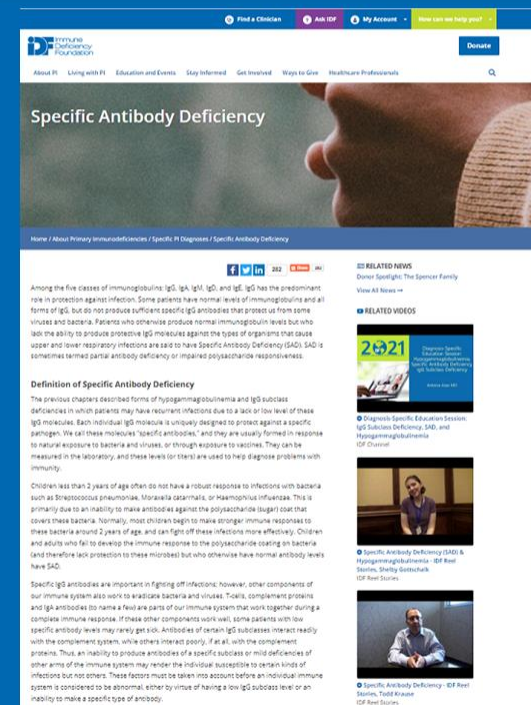 Find a Clinician
Ask IDF
My Account
How can we help you?
IDF Immune
Deficiency
Foundation
Donate
About PI Living with PI Education and Events Stay Informed Get Involved Ways to Give Healthcare Professionals
Specific Antibody Deficiency
Home / About Primary Immunodeficiencies / Specific PI Diagnoses / Specific Antibody Deficiency
282
Among the five classes of immunoglobulins: IgG, IgA, IgM, IgD, and IgE, IgG has the predominant
role in protection against infection. Some patients have normal levels of immunoglobulins and all
forms of IgG, but do not produce sufficient specific IgG antibodies that protect us from some
viruses and bacteria. Patients who otherwise produce normal immunoglobulin levels but who
lack the ability to produce protective IgG molecules against the types of organisms that cause
upper and lower respiratory infections are said to have Specific Antibody Deficiency (SAD). SAD is
sometimes termed partial antibody deficiency or impaired polysaccharide responsiveness.
Definition of Specific Antibody Deficiency
The previous chapters described forms of hypogammaglobulinemia and IgG subclass
deficiencies in which patients may have recurrent infections due to a lack or low level of these
IgG molecules. Each individual IgG molecule is uniquely designed to protect against a specific
pathogen. We call these molecules "specific antibodies," and they are usually formed in response
to natural exposure to bacteria and viruses, or through exposure to vaccines. They can be
measured in the laboratory, and these levels (or titers) are used to help diagnose problems with
immunity.
Children less than 2 years of age often do not have a robust response to infections with bacteria
such as Streptococcus pneumoniae, Moraxella catarrhalis, or Haemophilus influenzae. This is
primarily due to an inability to make antibodies against the polysaccharide (sugar) coat that
covers these bacteria. Normally, most children begin to make stronger immune responses to
these bacteria around 2 years of age, and can fight off these infections more effectively. Children
and adults who fail to develop the immune response to the polysaccharide coating on bacteria
(and therefore lack protection to these microbes) but who otherwise have normal antibody levels
have SAD.
Specific IgG antibodies are important in fighting off infections; however, other components of
our immune system also work to eradicate bacteria and viruses. T-cells, complement proteins
and IgA antibodies (to name a few) are parts of our immune system that work together during a
complete immune response. If these other components work well, some patients with low
specific antibody levels may rarely get sick. Antibodies of certain IgG subclasses interact readily
with the complement system, while others interact poorly, if at all, with the complement
proteins. Thus, an inability to produce antibodies of a specific subclass or mild deficiencies of
other arms of the immune system may render the individual susceptible to certain kinds of
infections but not others. These factors must be taken into account before an individual immune
system is considered to be abnormal, either by virtue of having a low IgG subclass level or an
inability to make a specific type of antibody.
RELATED NEWS
Donor Spotlight: The Spencer Family
View All News
RELATED VIDEOS
2021
Diagnosis-Specific
Education Session
Hypogammaglobulinemia
Specific Antibody Deficiency
IgG Subclass Deficiency
Diagnosis-Specific Education Session:
IgG Subclass Deficiency, SAD, and
Hypogammaglobulinemia
IDF Channel
Specific Antibody Deficiency (SAD) &
Hypogammaglobulinemia - IDF Reel
Stories, Shelby Gottschalk
IDF Reel Stories
Specific Antibody Deficiency - IDF Reel
Stories, Todd Krause
IDF Reel Stories